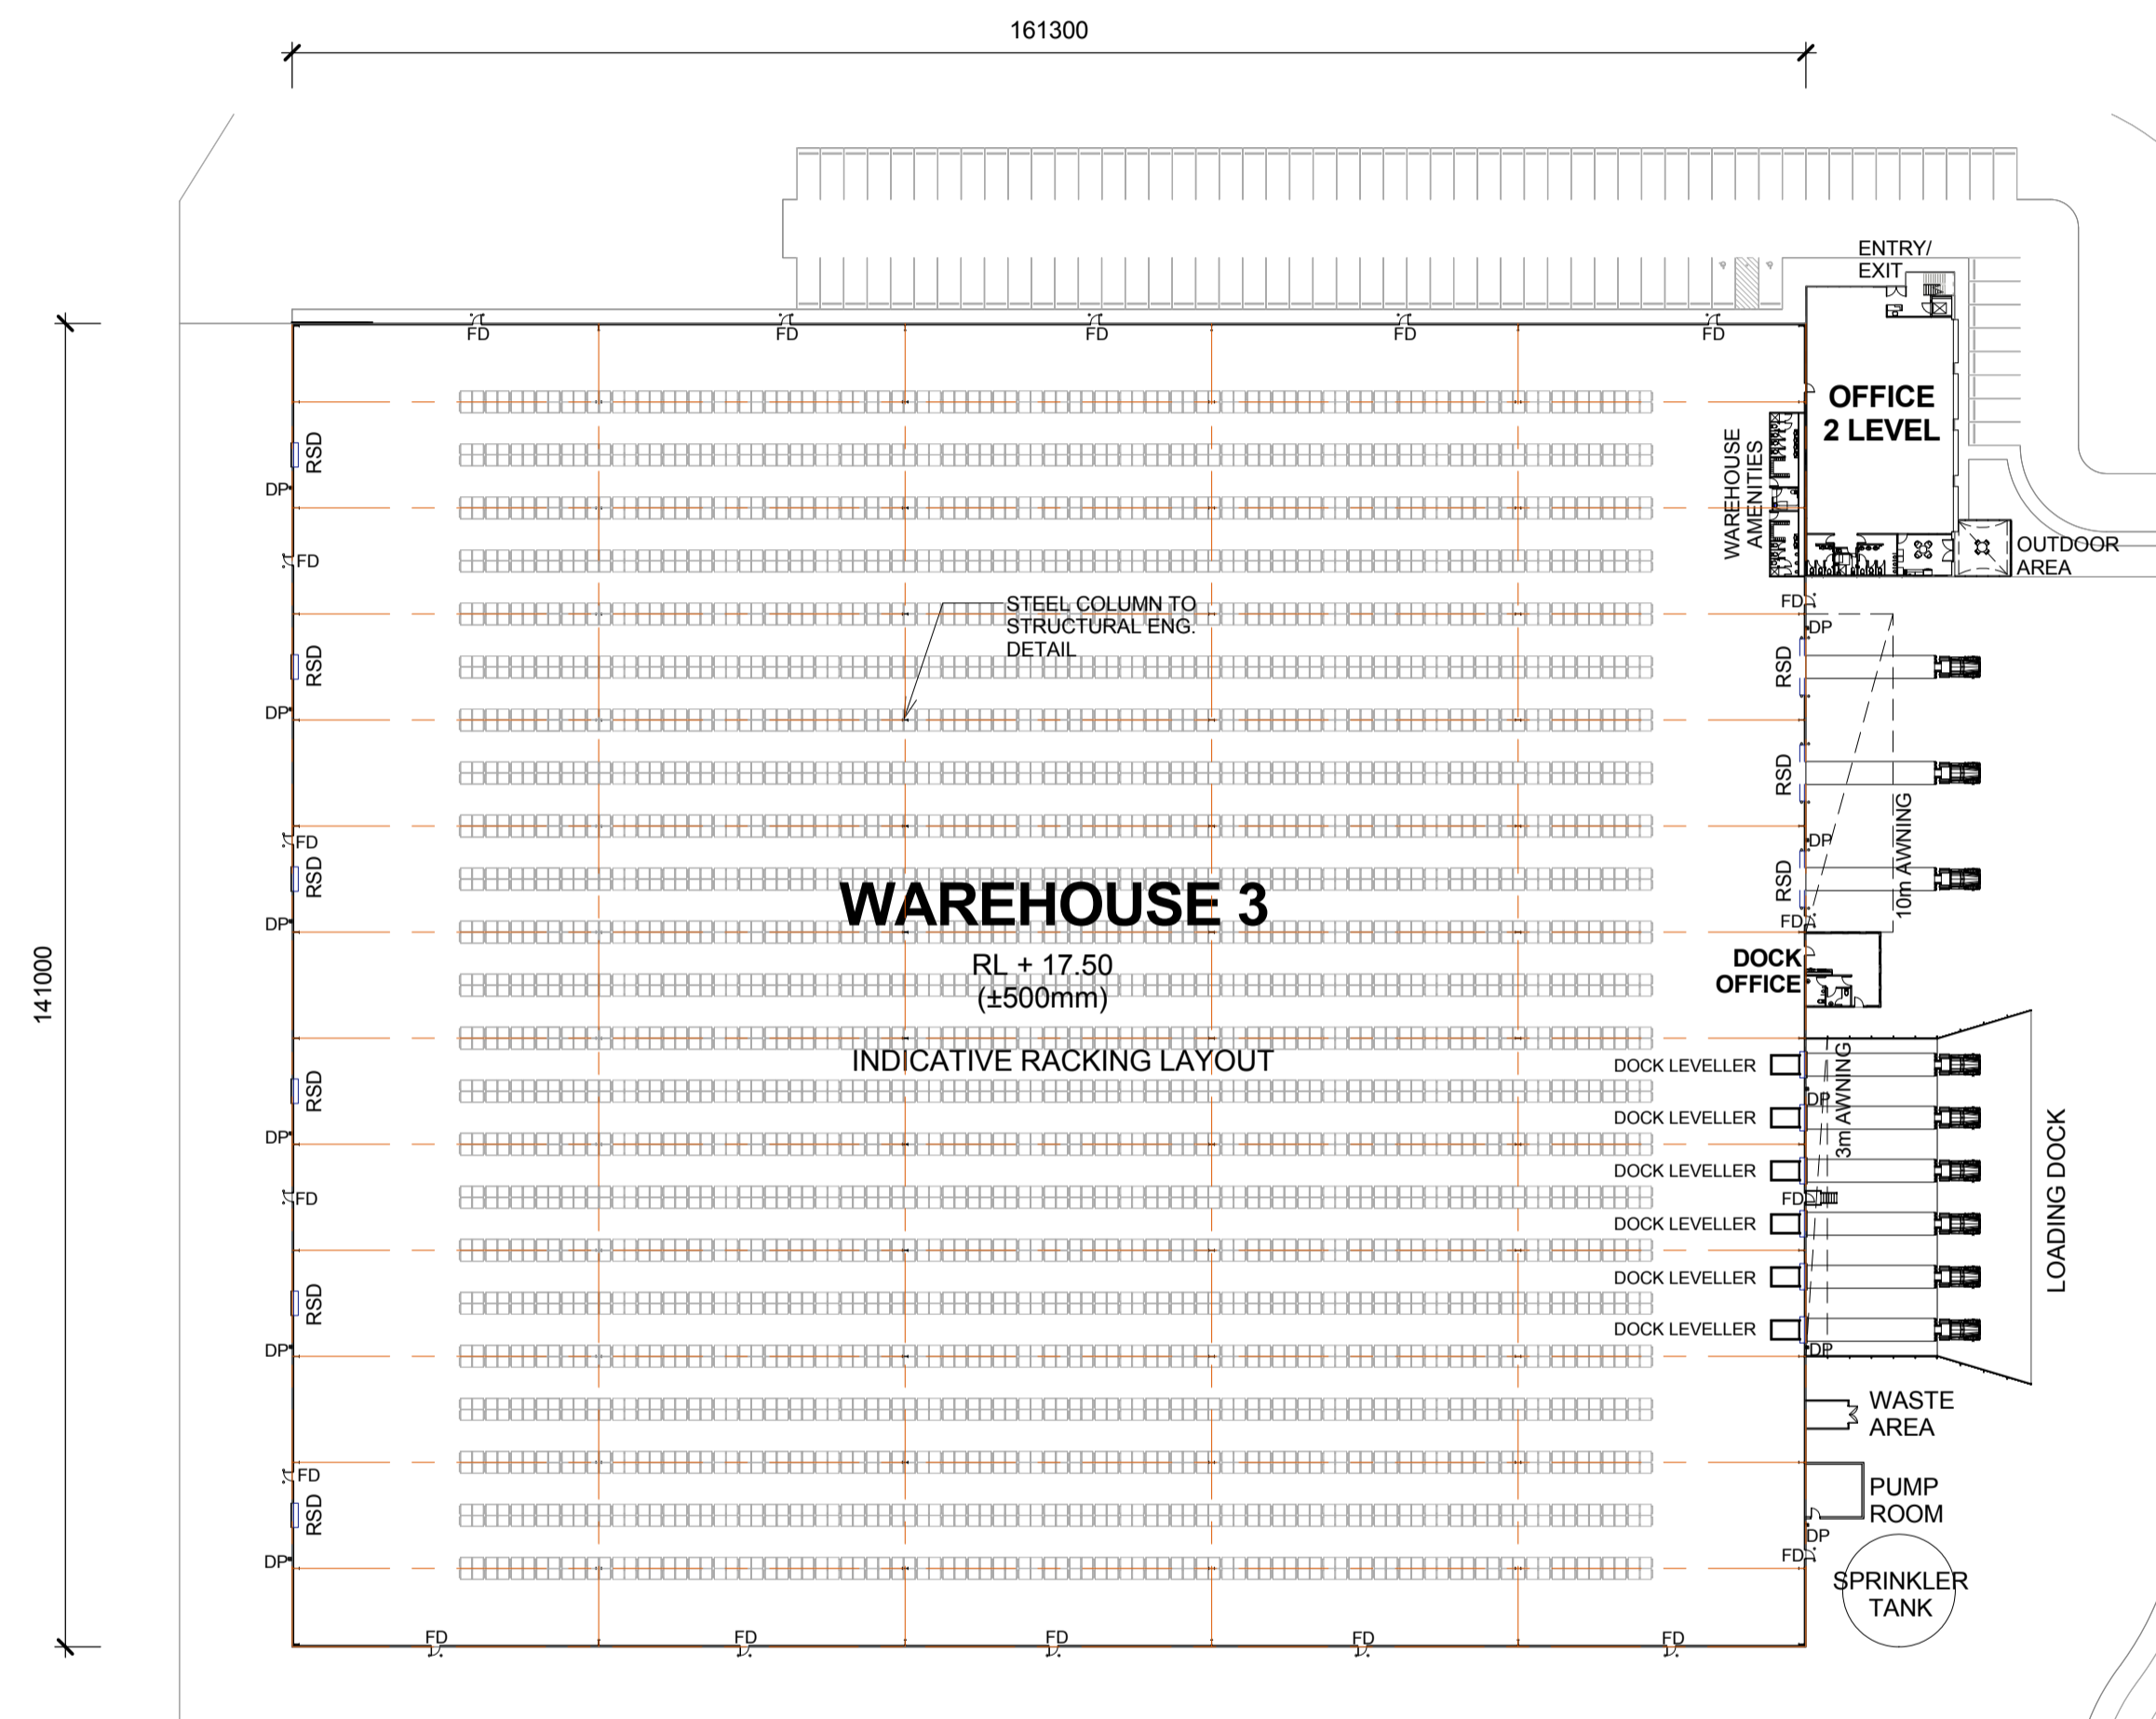 161300
ENTRY/
EXIT
FD
FD
FD
FD
FD
OFFICE
2 LEVEL
RSD
WAREHOUSE
AMENITIES
DP
FD
OUTDOOR
AREA
STEEL COLUMN TO
STRUCTURAL ENG.
DETAIL
FD
DP
RSD
RSD
DP
RSD
FD
DP
RSD
RSD
10m AWNING
WAREHOUSE 3
DP
FD
RL + 17.50
(±500mm)
DOCK
OFFICE
141000
INDICATIVE RACKING LAYOUT
DOCK LEVELLER
RSD
DP
3m AWNING
DOCK LEVELLER
DP
DOCK LEVELLER
LOADING DOCK
FD
FD
DOCK LEVELLER
DOCK LEVELLER
RSD
DOCK LEVELLER
DP
DP
WASTE
AREA
FD
PUMP
ROOM
RSD
DP
DP
FD
SPRINKLER
TANK
FD
FD
FD
FD
FD